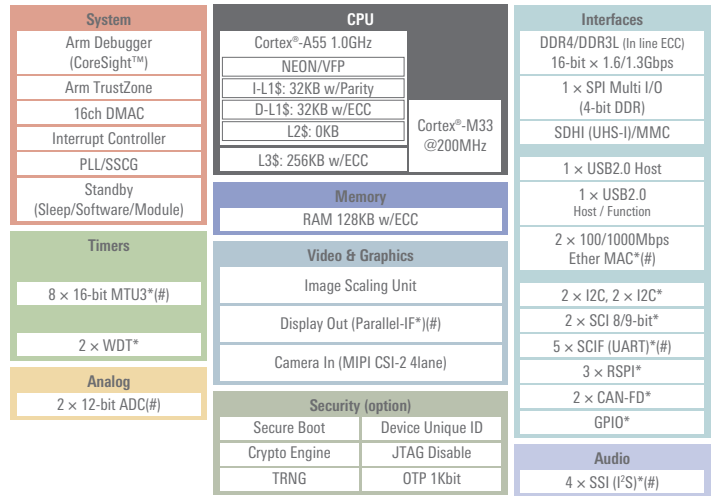 System
Arm Debugger
(CoreSight™)
Arm TrustZone
16ch DMAC
Interrupt Controller
PLL/SSCG
Standby
(Sleep/Software/Module)
Timers
8 × 16-bit MTU3*(#)
2 × WDT*
Analog
2 × 12-bit ADC(#)
CPU
Cortex®-A55 1.0GHz
NEON/VFP
I-L1$: 32KB w/Parity
D-L1$: 32KB w/ECC
L2$: 0KB
L3$: 256KB w/ECC
Cortex®-M33
@200MHz
Memory
RAM 128KB w/ECC
Video & Graphics
Image Scaling Unit
Display Out (Parallel-IF*)(#)
Camera In (MIPI CSI-2 4lane)
Security (option)
Secure Boot
Device Unique ID
Crypto Engine
JTAG Disable
TRNG
OTP 1Kbit
Interfaces
DDR4/DDR3L (In line ECC)
16-bit × 1.6/1.3Gbps
1 × SPI Multi I/O
(4-bit DDR)
SDHI (UHS-I)/MMC
1 × USB2.0 Host
1 × USB2.0
Host / Function
2 × 100/1000Mbps
Ether MAC*(#)
2 × I2C, 2 × I2C*
2 × SCI 8/9-bit*
5 × SCIF (UART)*(#)
3 × RSPI*
2 × CAN-FD*
GPIO*
Audio
4 × SSI (I²S)*(#)